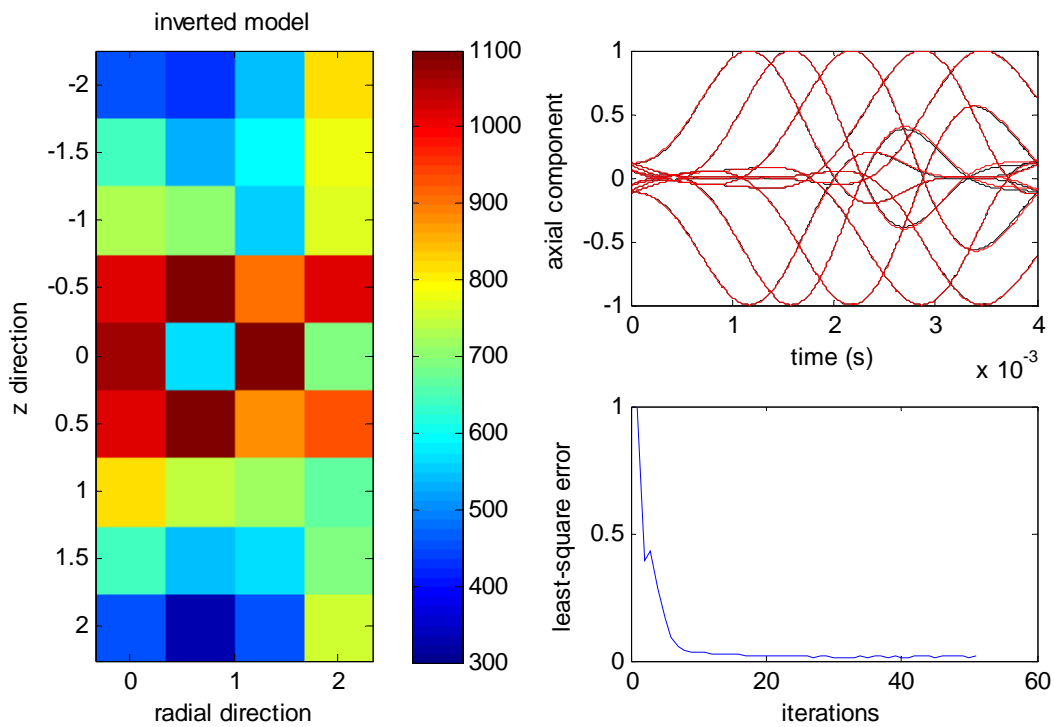 inverted model
z direction
-2
-1.5
-1
-0.5
0
0.5
1
1.5
2
0 1 2
radial direction
1100
1000
900
800
700
600
500
400
300
axial component
1
0.5
0
-0.5
-1
0 1 2 3 4
time (s)
x 10⁻³
least-square error
1
0.5
0
0 20 40 60
iterations